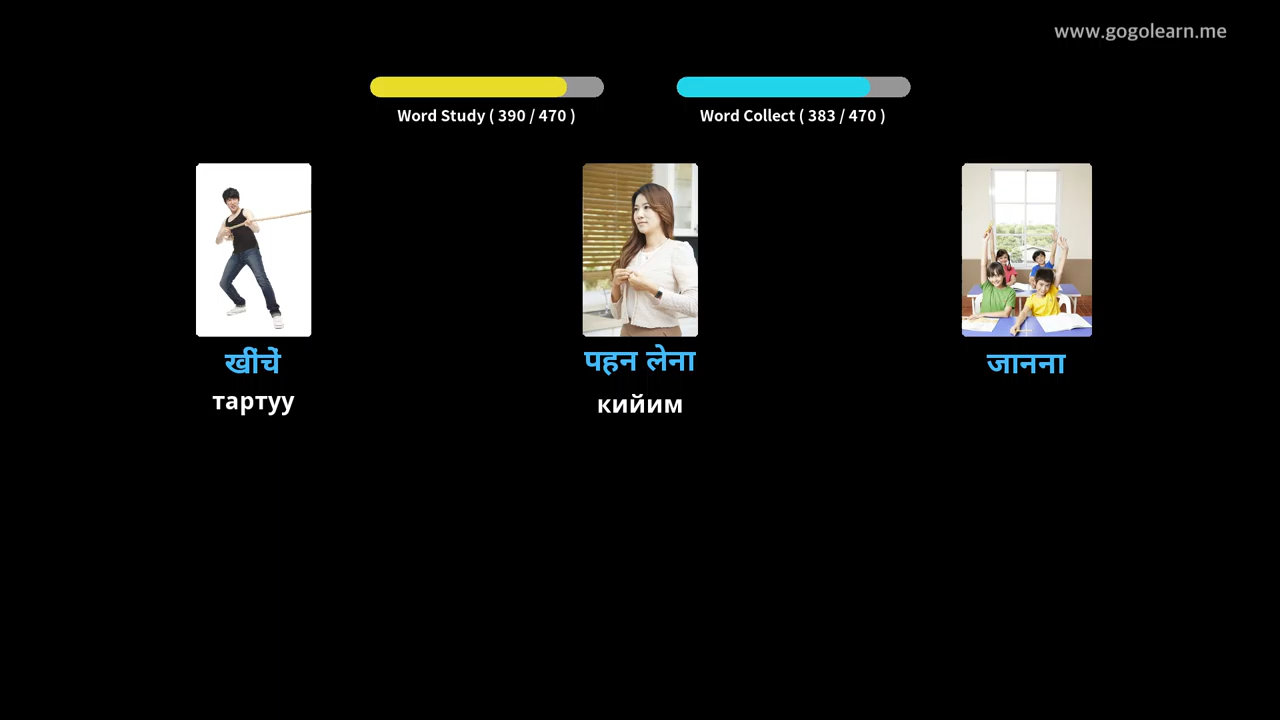 www.gogolearn.me
Word Study ( 390 / 470 )
Word Collect ( 383 / 470 )
खींचें
тартуу
पहन लेना
кийим
जानना